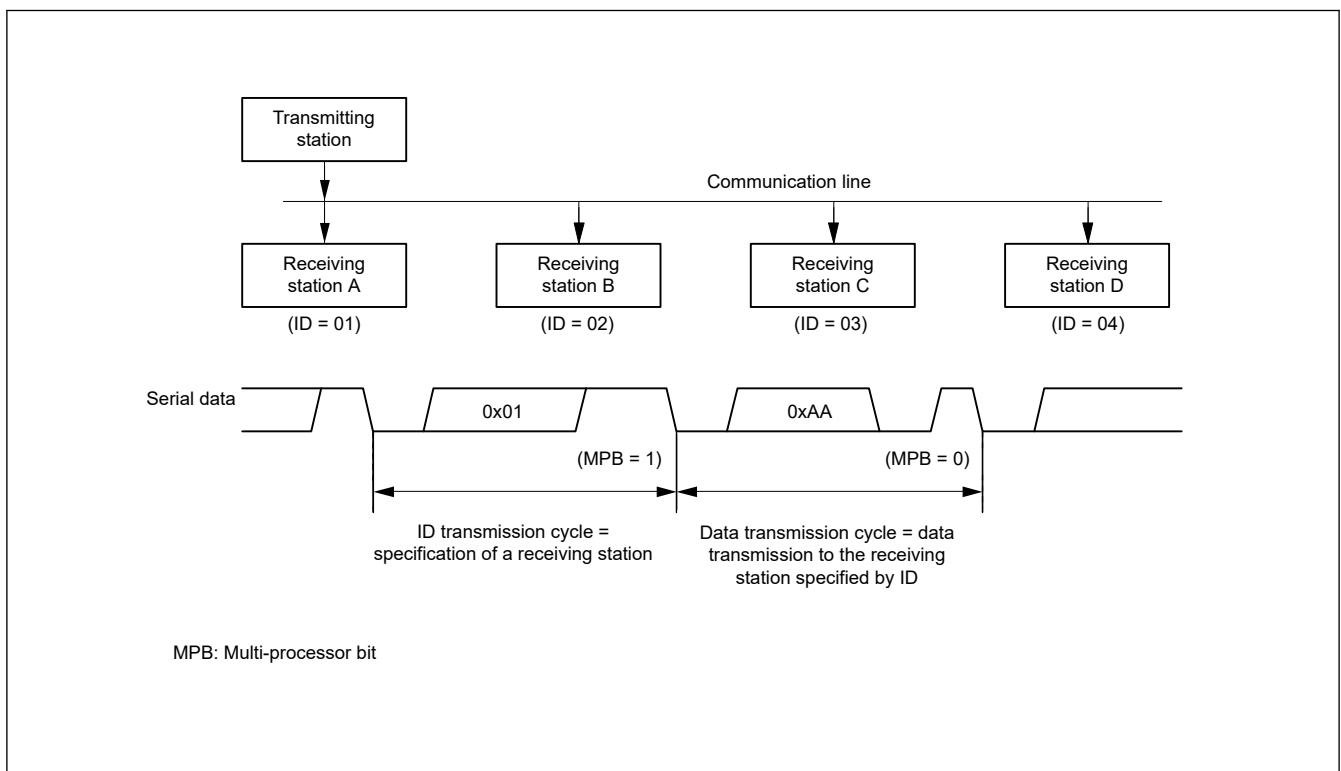 Transmitting
station
Communication line
Receiving
station A
Receiving
station B
Receiving
station C
Receiving
station D
(ID = 01)
(ID = 02)
(ID = 03)
(ID = 04)
Serial data
0x01
0xAA
(MPB = 1)
(MPB = 0)
ID transmission cycle =
specification of a receiving station
Data transmission cycle = data
transmission to the receiving
station specified by ID
MPB: Multi-processor bit